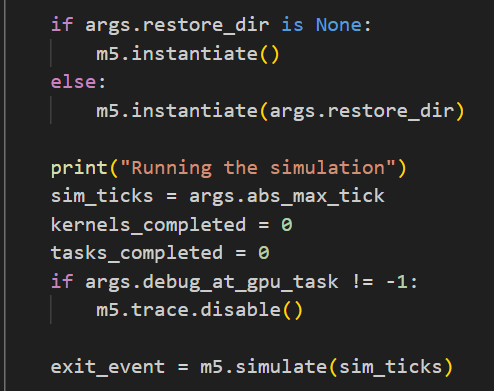 if args.restore_dir is None:
    m5.instantiate()
else:
    m5.instantiate(args.restore_dir)

print("Running the simulation")
sim_ticks = args.abs_max_tick
kernels_completed = 0
tasks_completed = 0
if args.debug_at_gpu_task != -1:
    m5.trace.disable()

exit_event = m5.simulate(sim_ticks)